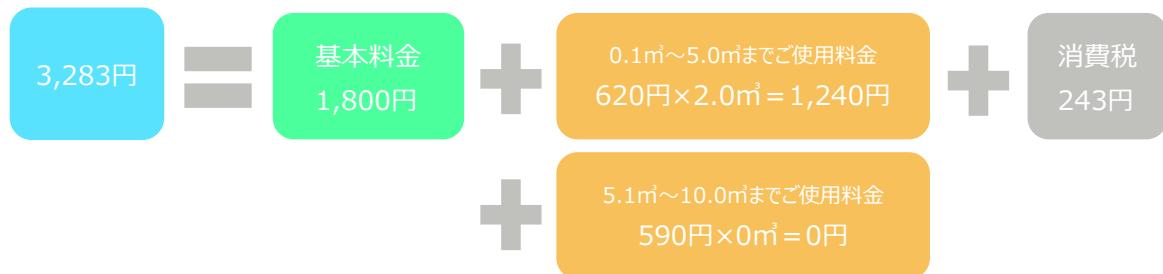 3,283円
基本料金
1,800円
0.1㎥～5.0㎥までご使用料金
620円×2.0㎥＝1,240円
消費税
243円
5.1㎥～10.0㎥までご使用料金
590円×0㎥＝0円